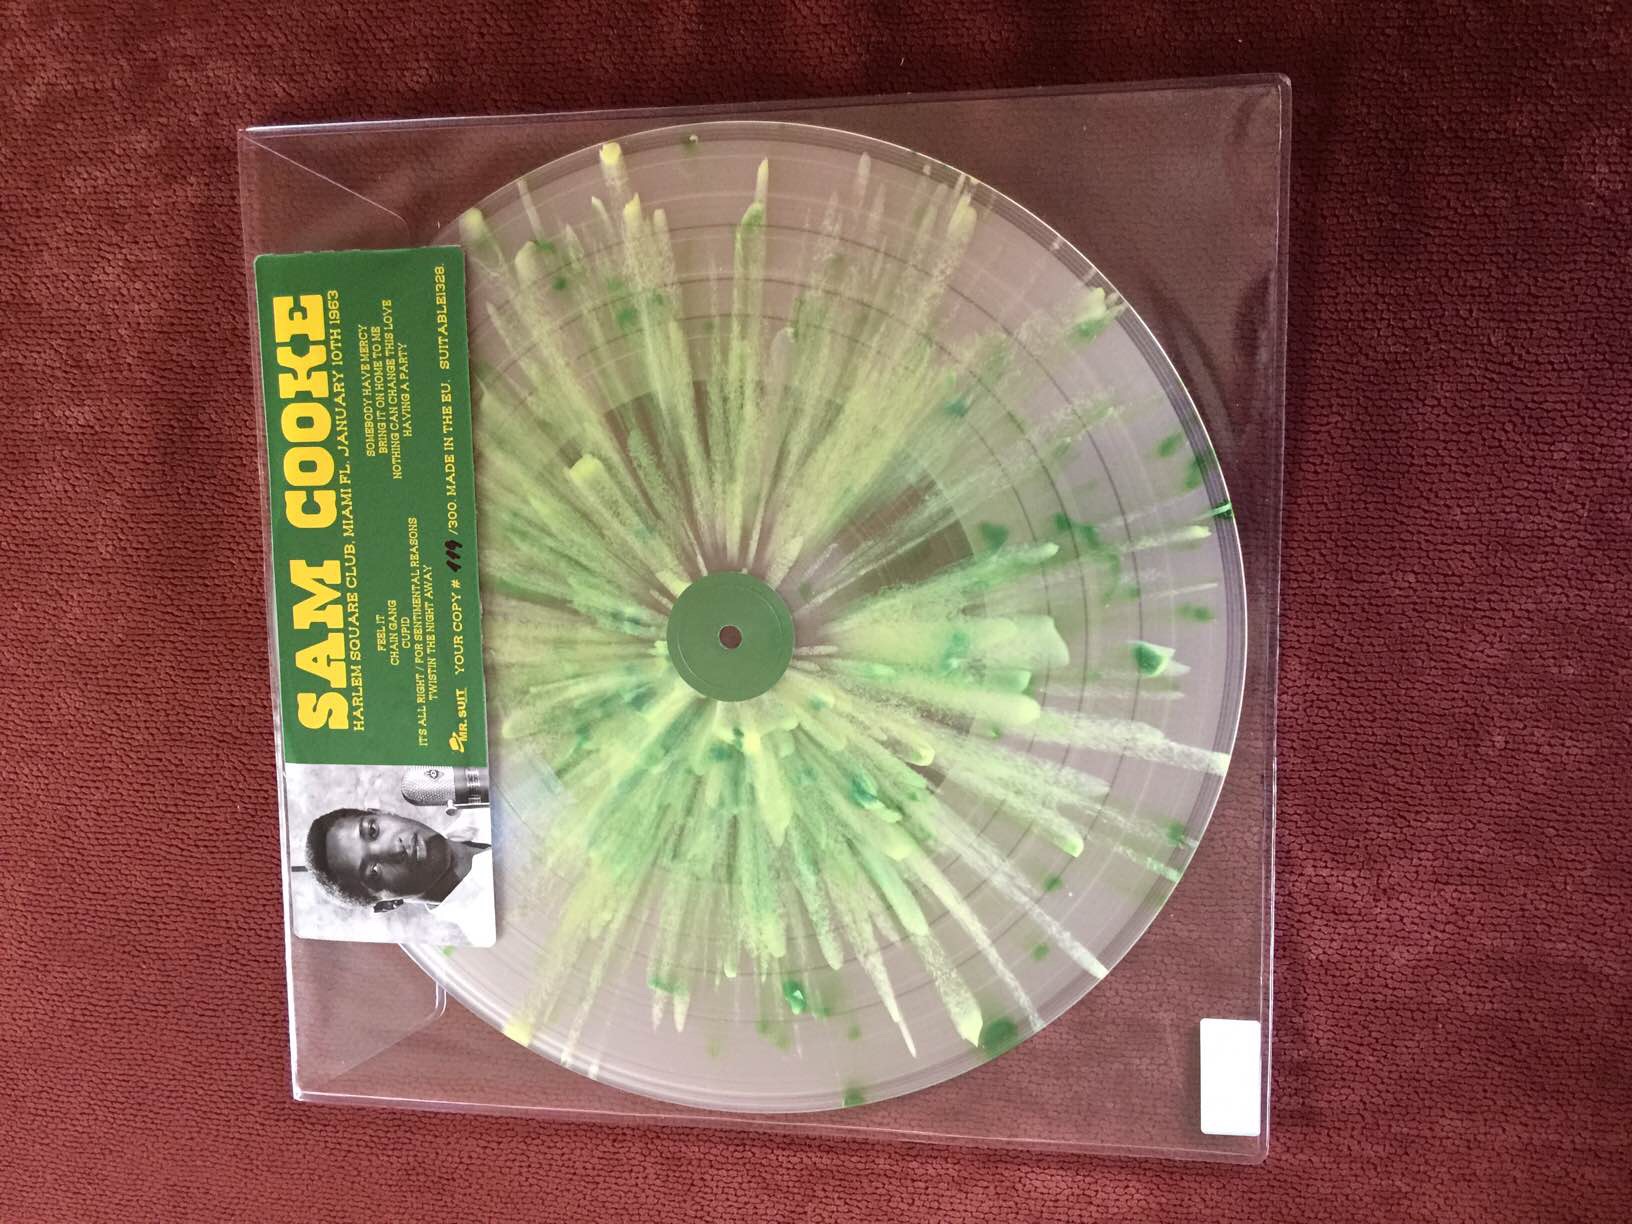 SAM COOKE
HARLEM SQUARE CLUB, MIAMI FL, JANUARY 10TH 1963
FEEL IT
CHAIN GANG
CUPID
IT'S ALL RIGHT / FOR SENTIMENTAL REASONS
TWISTIN THE NIGHT AWAY
SOMEBODY HAVE MERCY
BRING IT ON HOME TO ME
NOTHING CAN CHANGE THIS LOVE
HAVING A PARTY
MR. SUIT YOUR COPY # 119 /300. MADE IN THE EU. SUITABLE1328.